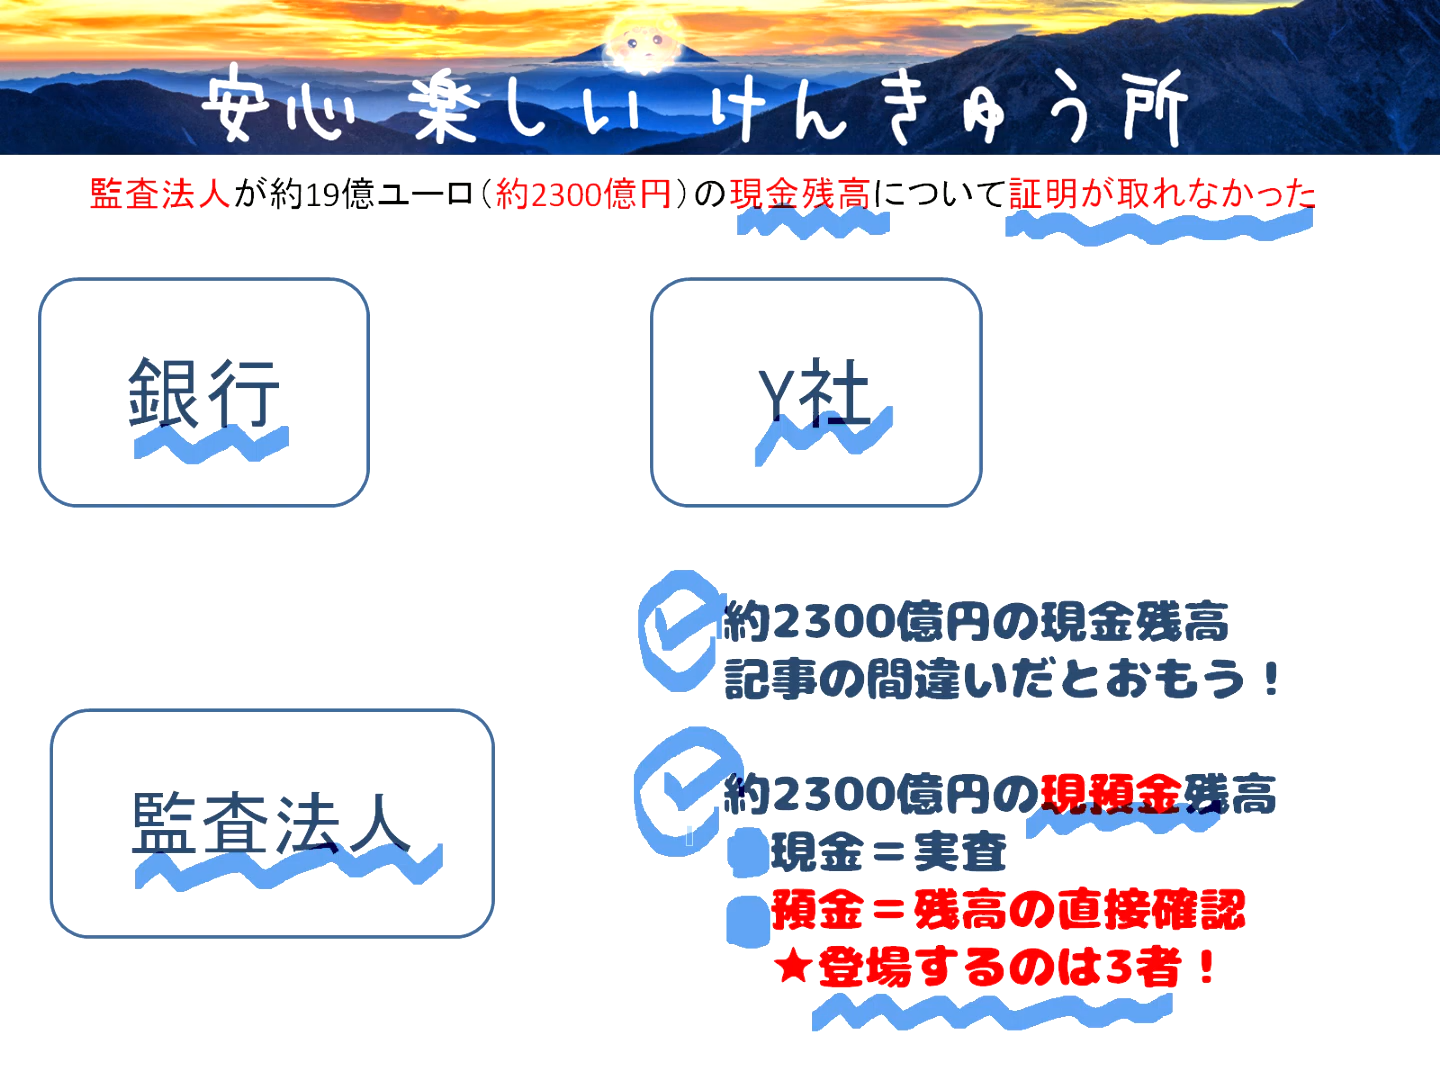 安心 楽しい けんきゅう所
監査法人が約19億ユーロ（約2300億円）の現金残高について証明が取れなかった
銀行
Y社
約2300億円の現金残高
記事の間違いだとおもう！
監査法人
約2300億円の現預金残高
現金＝実査
預金＝残高の直接確認
★登場するのは3者！